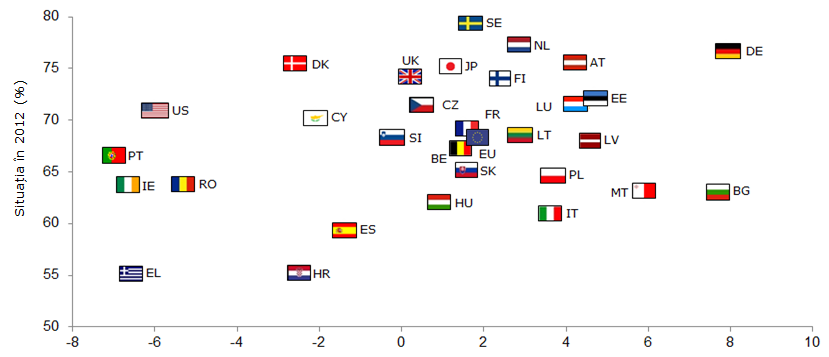 Situația în 2012 (%)
80
75
70
65
60
55
50
-8
-6
-4
-2
0
2
4
6
8
10
SE
NL
DE
DK
UK
JP
AT
FI
US
CY
CZ
LU
EE
FR
SI
LT
LV
PT
BE
EU
IE
RO
SK
PL
MT
BG
HU
IT
ES
EL
HR